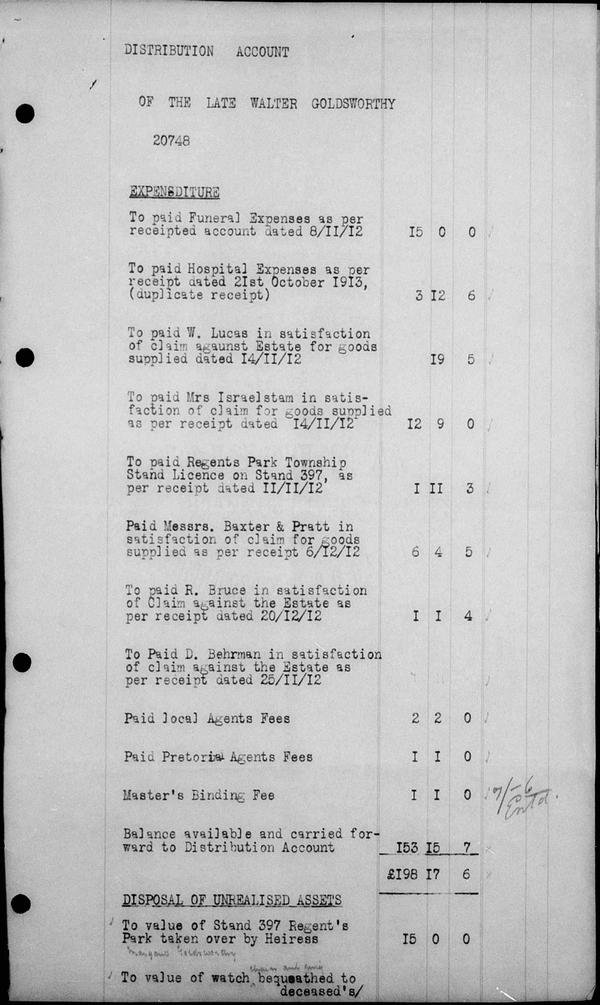 DISTRIBUTION ACCOUNT
OF THE LATE WALTER GOLDSWORTHY
20748
EXPENSDITURE
To paid Funeral Expenses as per
receipted account dated 8/II/I2 I5 0 0
To paid Hospital Expenses as per
receipt dated 2Ist October I9I3,
(duplicate receipt) 3 I2 6
To paid W. Lucas in satisfaction
of claim agaunst Estate for goods
supplied dated I4/II/I2 I9 5
To paid Mrs Israelstam in satis-
faction of claim for goods supplied
as per receipt dated I4/II/I2 I2 9 0
To paid Regents Park Township
Stand Licence on Stand 397, as
per receipt dated II/II/I2 I II 3
Paid Messrs. Baxter & Pratt in
satisfaction of claim for goods
supplied as per receipt 6/I2/I2 6 4 5
To paid R. Bruce in satisfaction
of Claim against the Estate as
per receipt dated 20/I2/I2 I I 4
To Paid D. Behrman in satisfaction
of claim against the Estate as
per receipt dated 25/II/I2
Paid local Agents Fees 2 2 0
Paid Pretoria Agents Fees I I 0
Master's Binding Fee I I 0
Entd.
Balance available and carried for-
ward to Distribution Account I53 I5 7
£I98 I7 6
DISPOSAL OF UNREALISED ASSETS
To value of Stand 397 Regent's
Park taken over by Heiress I5 0 0
Goldsworthy
chain and
To value of watch bequeathed to
deceased's/